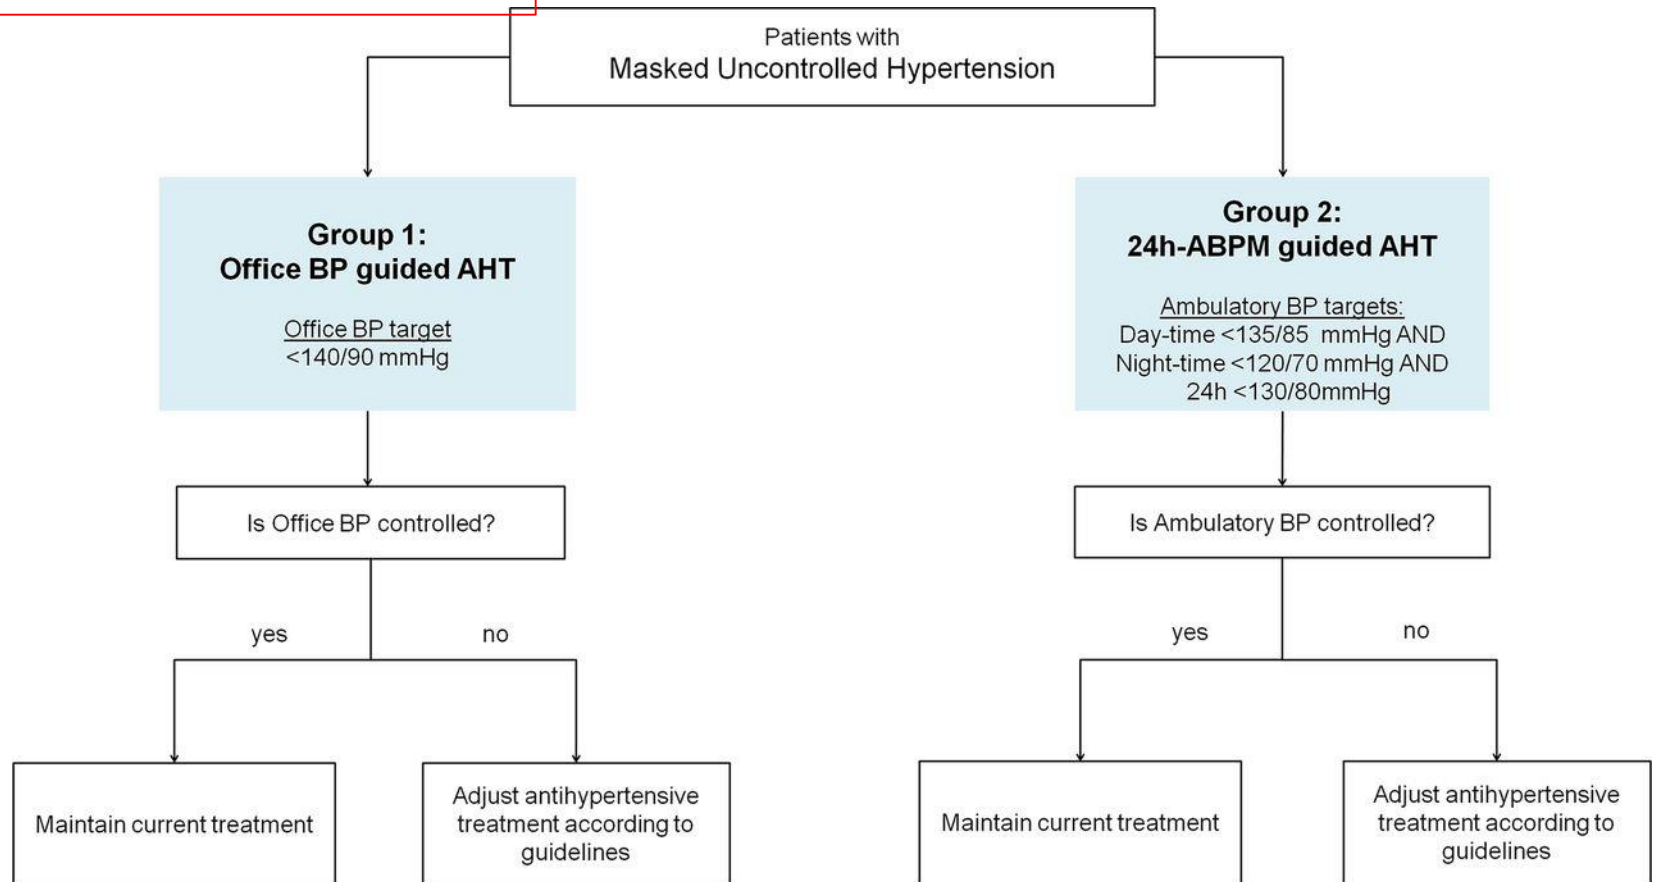 Patients with
Masked Uncontrolled Hypertension
Group 1:
Office BP guided AHT
Office BP target
<140/90 mmHg
Is Office BP controlled?
yes
no
Maintain current treatment
Adjust antihypertensive
treatment according to
guidelines
Group 2:
24h-ABPM guided AHT
Ambulatory BP targets:
Day-time <135/85 mmHg AND
Night-time <120/70 mmHg AND
24h <130/80mmHg
Is Ambulatory BP controlled?
yes
no
Maintain current treatment
Adjust antihypertensive
treatment according to
guidelines